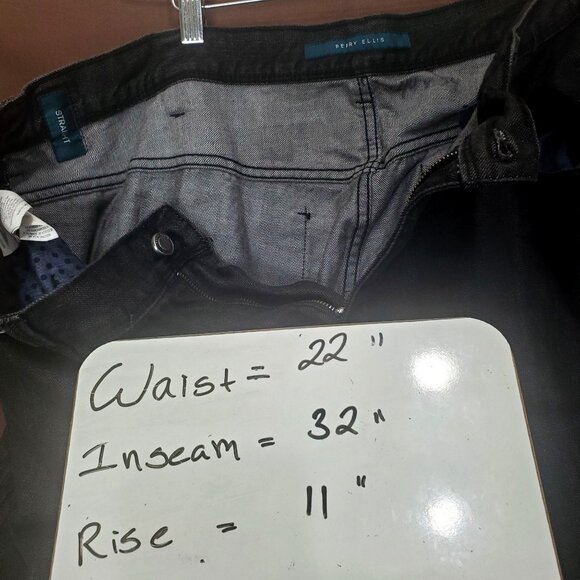 PERRY ELLIS
STRAIGHT
Waist = 22 "
Inseam = 32 "
Rise = 11 "